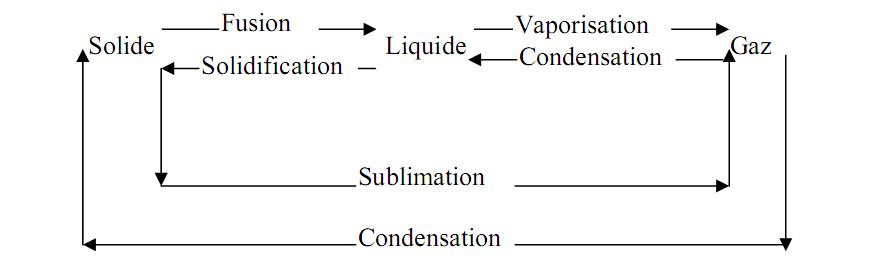 Fusion Vaporisation
Solide Liquide Gaz
Solidification Condensation
Sublimation
Condensation